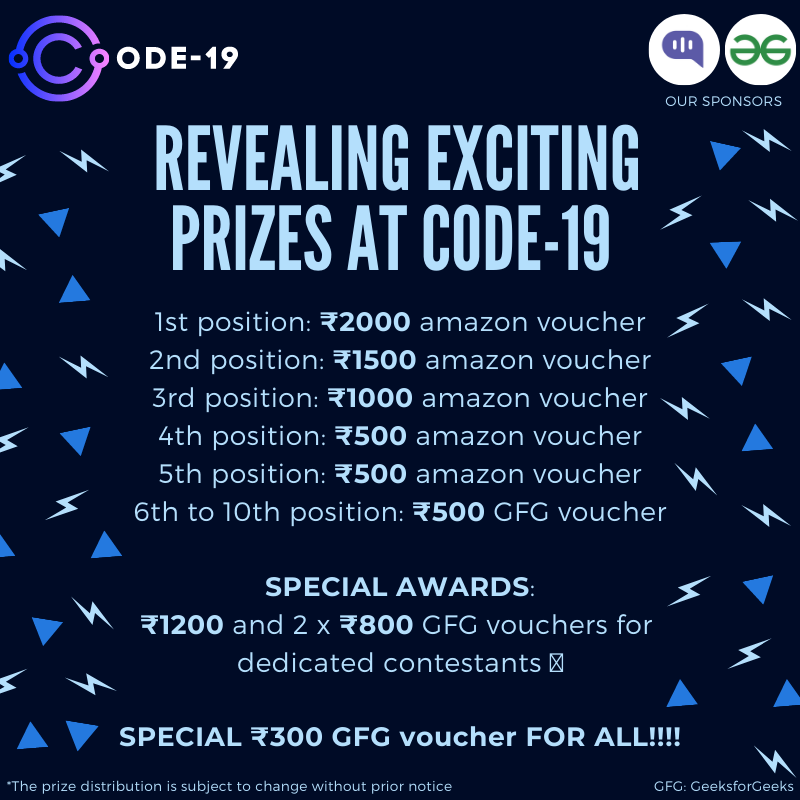 CODE-19
OUR SPONSORS
REVEALING EXCITING
PRIZES AT CODE-19
1st position: ₹2000 amazon voucher
2nd position: ₹1500 amazon voucher
3rd position: ₹1000 amazon voucher
4th position: ₹500 amazon voucher
5th position: ₹500 amazon voucher
6th to 10th position: ₹500 GFG voucher
SPECIAL AWARDS:
₹1200 and 2 x ₹800 GFG vouchers for
dedicated contestants
SPECIAL ₹300 GFG voucher FOR ALL!!!!
*The prize distribution is subject to change without prior notice
GFG: GeeksforGeeks